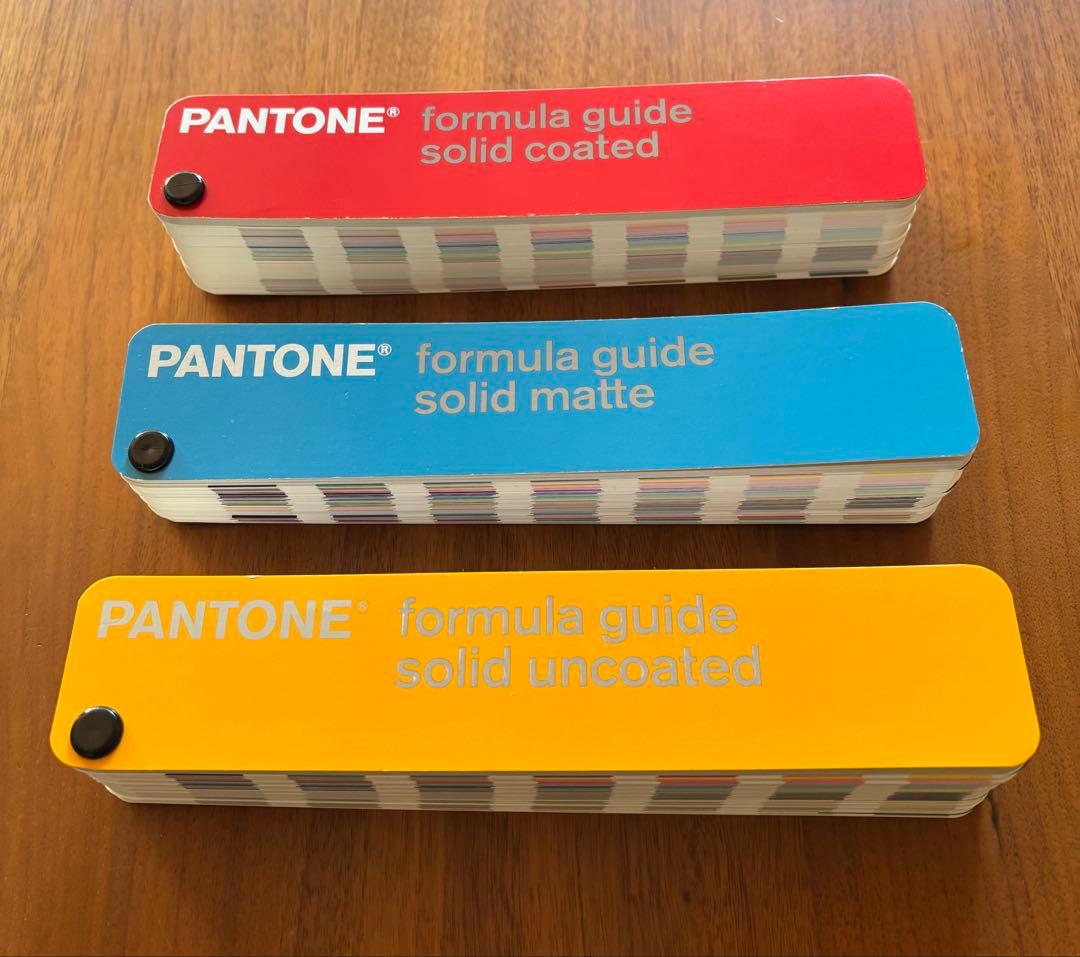 PANTONE® formula guide
solid coated
PANTONE® formula guide
solid matte
PANTONE® formula guide
solid uncoated